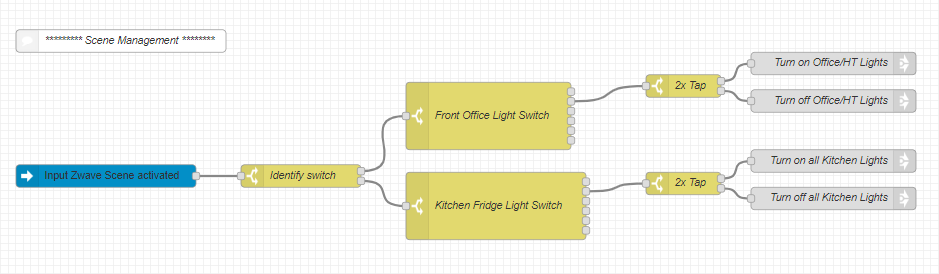 ********* Scene Management ********
Turn on Office/HT Lights
2x Tap
Turn off Office/HT Lights
Front Office Light Switch
Turn on all Kitchen Lights
Input Zwave Scene activated
Identify switch
2x Tap
Turn off all Kitchen Lights
Kitchen Fridge Light Switch